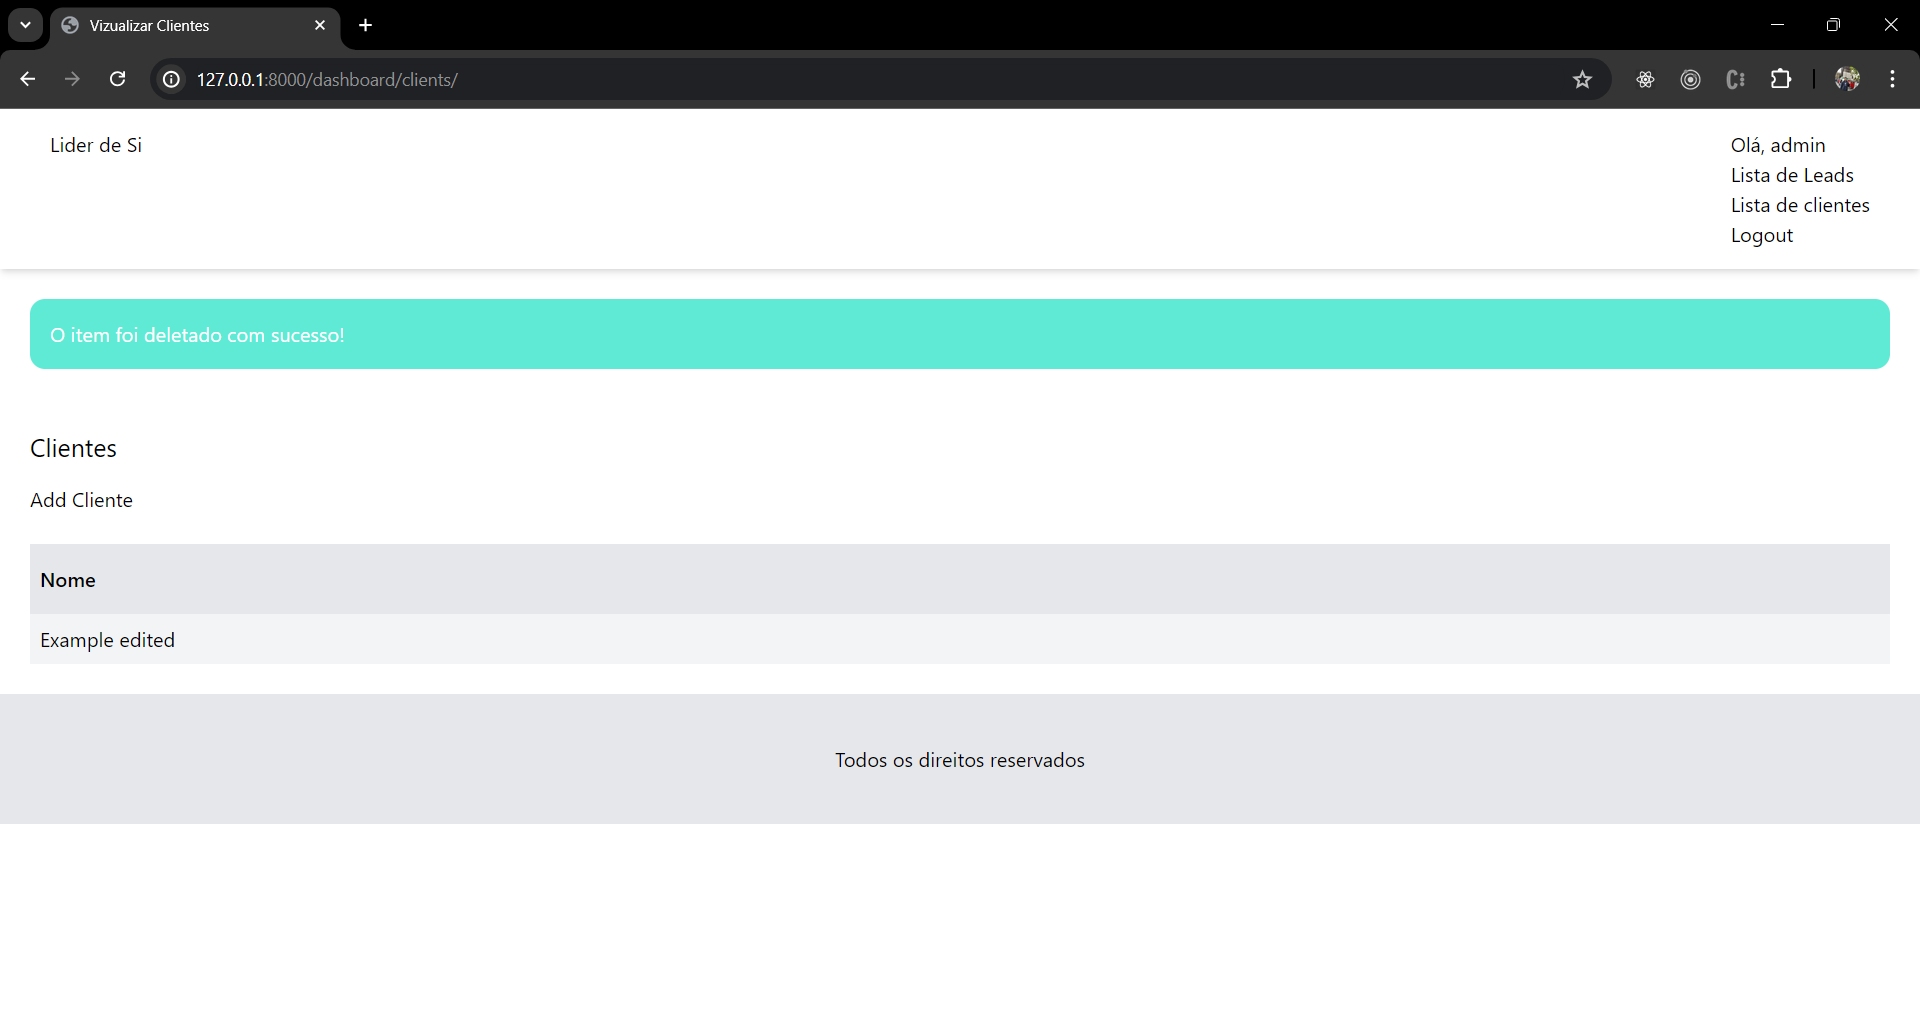 Vizualizar Clientes
127.0.0.1:8000/dashboard/clients/
Lider de Si
Olá, admin
Lista de Leads
Lista de clientes
Logout
O item foi deletado com sucesso!
Clientes
Add Cliente
Nome
Example edited
Todos os direitos reservados